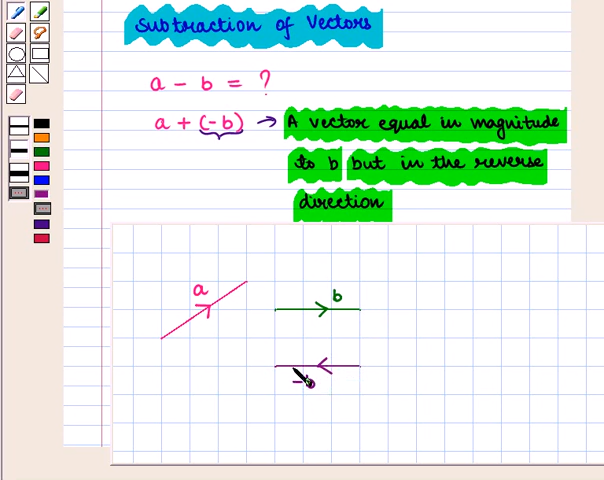 Subtraction of Vectors
a - b = ?
a + (-b) → A vector equal in magnitude
to b but in the reverse
direction
a
b
-b